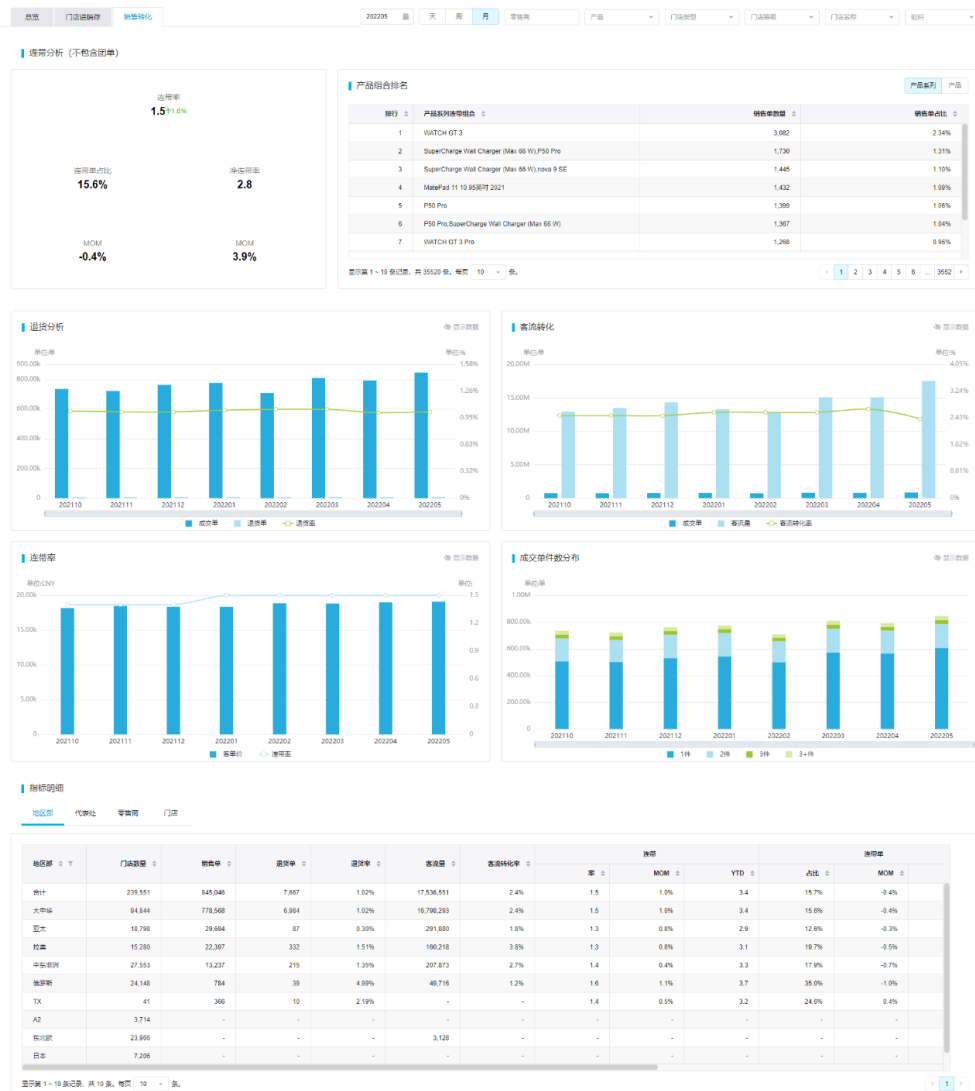 总览 门店进销存 销售转化 202205 天 周 月 零售商 产品 门店类型 门店等级 门店名称 组织
连带分析（不包含团单）
连带率
1.5↑1.0%
连带单占比 净连带率
15.6% 2.8
MOM MOM
-0.4% 3.9%
产品组合排名 产品系列 产品
排行 产品系列连带组合 销售单数量 销售单占比
1 WATCH GT 3 3,082 2.34%
2 SuperCharge Wall Charger (Max 66 W),P50 Pro 1,730 1.31%
3 SuperCharge Wall Charger (Max 66 W),nova 9 SE 1,445 1.10%
4 MatePad 11 10.95英吋 2021 1,432 1.09%
5 P50 Pro 1,399 1.06%
6 P50 Pro,SuperCharge Wall Charger (Max 66 W) 1,367 1.04%
7 WATCH GT 3 Pro 1,268 0.96%
显示第 1 ~ 10 条记录，共 35520 条。每页 10 条。 1 2 3 4 5 6 ... 3552
退货分析 显示数据
单位:单 单位:%
900.00k 1.58%
800.00k 1.26%
600.00k 0.95%
400.00k 0.63%
200.00k 0.32%
0 0%
202110 202111 202112 202201 202202 202203 202204 202205
成交单 退货单 退货率
客流转化 显示数据
单位:单 单位:%
20.00M 4.05%
15.00M 3.24%
2.43%
10.00M 1.62%
5.00M 0.81%
0 0%
202110 202111 202112 202201 202202 202203 202204 202205
成交单 客流量 客流转化率
连带率 显示数据
单位:CNY 单位:
20.00k 1.5
15.00k 1.2
10.00k 0.9
0.6
5.00k 0.3
0 0
202110 202111 202112 202201 202202 202203 202204 202205
客单价 连带率
成交单件数分布 显示数据
单位:单
1.00M
800.00k
600.00k
400.00k
200.00k
0
202110 202111 202112 202201 202202 202203 202204 202205
1件 2件 3件 3+件
指标明细
地区部 代表处 零售商 门店
地区部 门店数量 销售单 退货单 退货率 客流量 客流转化率 连带 连带单
率 MOM YTD 占比 MOM
合计 239,551 845,046 7,667 1.02% 17,536,551 2.4% 1.5 1.0% 3.4 15.7% -0.4%
大中华 94,844 778,568 6,984 1.02% 16,798,293 2.4% 1.5 1.0% 3.4 15.6% -0.4%
亚太 18,798 29,694 87 0.30% 291,880 1.8% 1.3 0.8% 2.9 12.6% -0.3%
拉美 15,280 22,397 332 1.51% 160,218 3.8% 1.3 0.8% 3.1 19.7% -0.5%
中东非洲 27,553 13,237 215 1.35% 207,873 2.7% 1.4 0.4% 3.3 17.9% -0.7%
俄罗斯 24,148 784 39 4.99% 49,716 1.2% 1.6 1.1% 3.7 35.0% -1.0%
TX 41 366 10 2.19% - - 1.4 0.5% 3.2 24.6% 0.4%
A2 3,714 - - - - - - - - - -
东北欧 23,966 - - - 3,128 - - - - - -
日本 7,206 - - - - - - - - - -
显示第 1 ~ 10 条记录，共 10 条。每页 10 条。 1